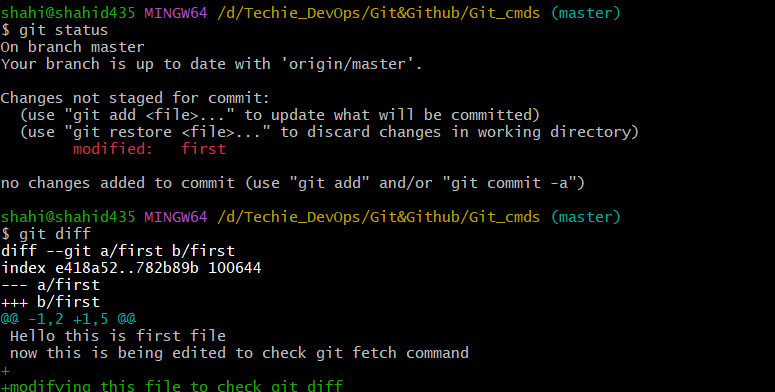 shahi@shahid435 MINGW64 /d/Techie_DevOps/Git&Github/Git_cmds (master)
$ git status
On branch master
Your branch is up to date with 'origin/master'.
Changes not staged for commit:
  (use "git add <file>..." to update what will be committed)
  (use "git restore <file>..." to discard changes in working directory)
        modified:   first
no changes added to commit (use "git add" and/or "git commit -a")
shahi@shahid435 MINGW64 /d/Techie_DevOps/Git&Github/Git_cmds (master)
$ git diff
diff --git a/first b/first
index e418a52..782b89b 100644
--- a/first
+++ b/first
@@ -1,2 +1,5 @@
 Hello this is first file
 now this is being edited to check git fetch command
+
+modifying this file to check git diff